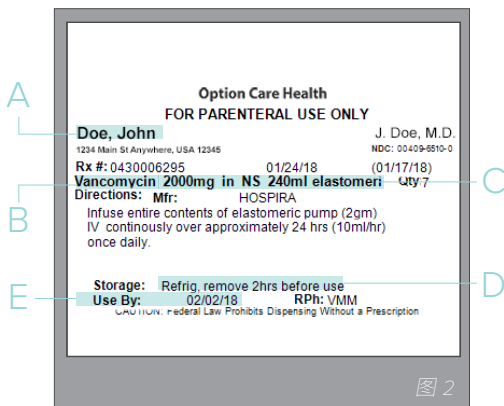 Option Care Health
FOR PARENTERAL USE ONLY
A
Doe, John
J. Doe, M.D.
1234 Main St Anywhere, USA 12345
NDC: 00409-6510-0
Rx #: 0430006295 01/24/18 (01/17/18)
B
Vancomycin 2000mg in NS 240ml elastomeri Qty:7
C
Directions: Mfr: HOSPIRA
Infuse entire contents of elastomeric pump (2gm)
IV continously over approximately 24 hrs (10ml/hr)
once daily.
Storage: Refrig, remove 2hrs before use
D
E
Use By: 02/02/18 RPh: VMM
CAUTION: Federal Law Prohibits Dispensing Without a Prescription
图 2